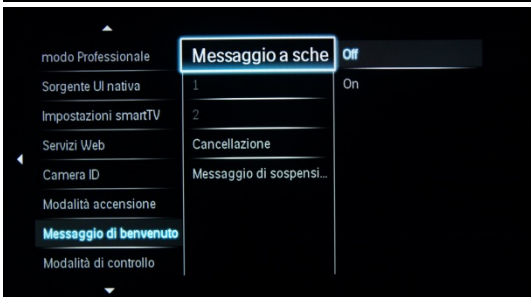 modo Professionale
Sorgente UI nativa
Impostazioni smartTV
Servizi Web
Camera ID
Modalità accensione
Messaggio di benvenuto
Modalità di controllo
Messaggio a sche
1
2
Cancellazione
Messaggio di sospensi...
Off
On